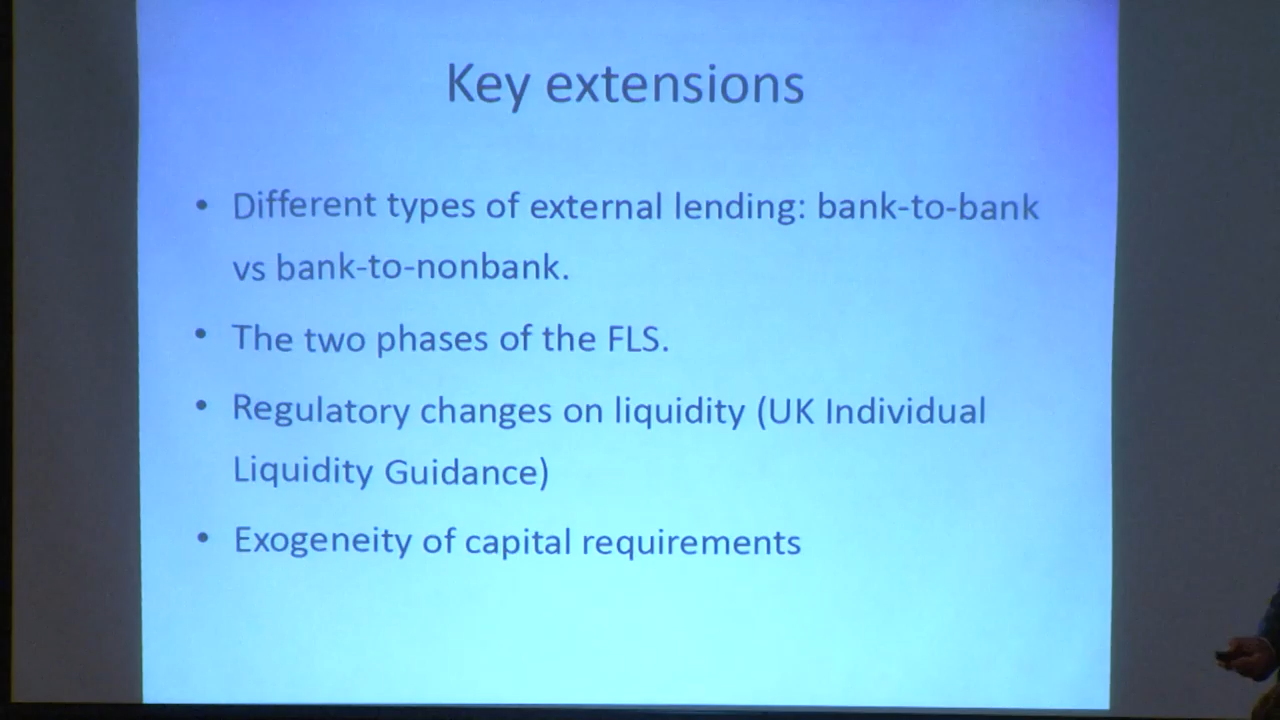 Key extensions
• Different types of external lending: bank-to-bank
vs bank-to-nonbank.
• The two phases of the FLS.
• Regulatory changes on liquidity (UK Individual
Liquidity Guidance)
• Exogeneity of capital requirements